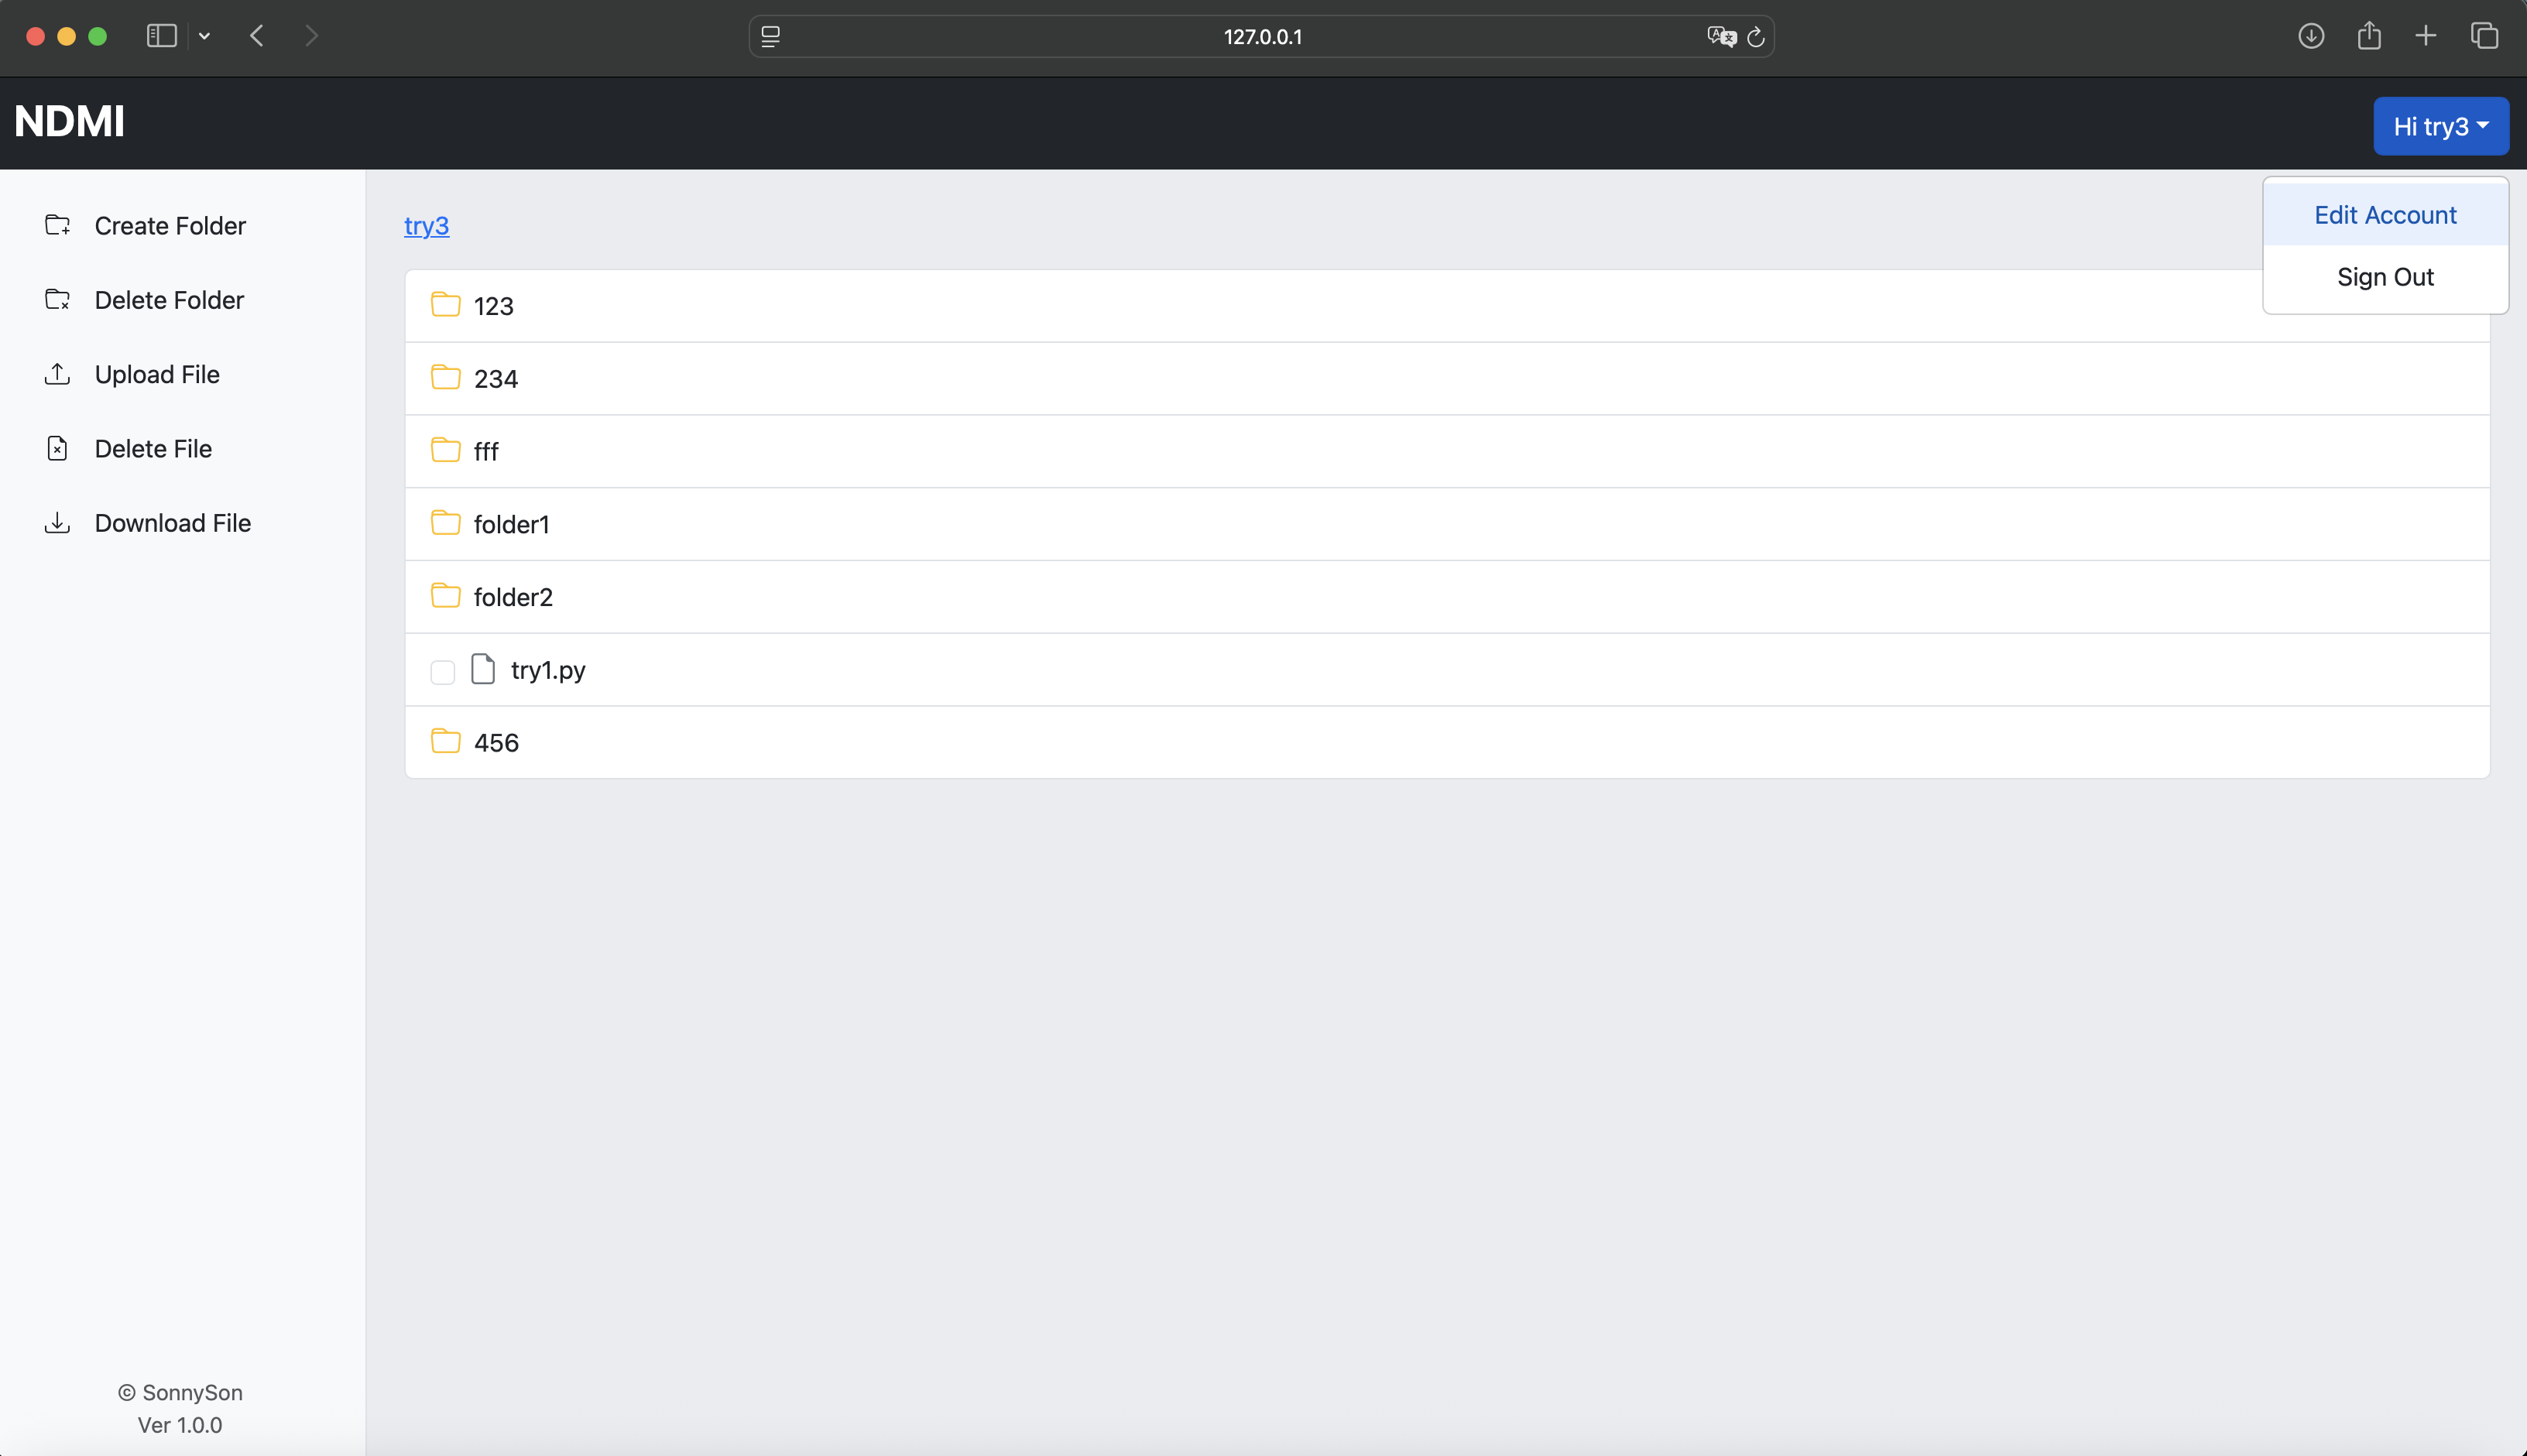 127.0.0.1
NDMI
Hi try3
Edit Account
Sign Out
Create Folder
Delete Folder
Upload File
Delete File
Download File
try3
123
234
fff
folder1
folder2
try1.py
456
© SonnySon
Ver 1.0.0